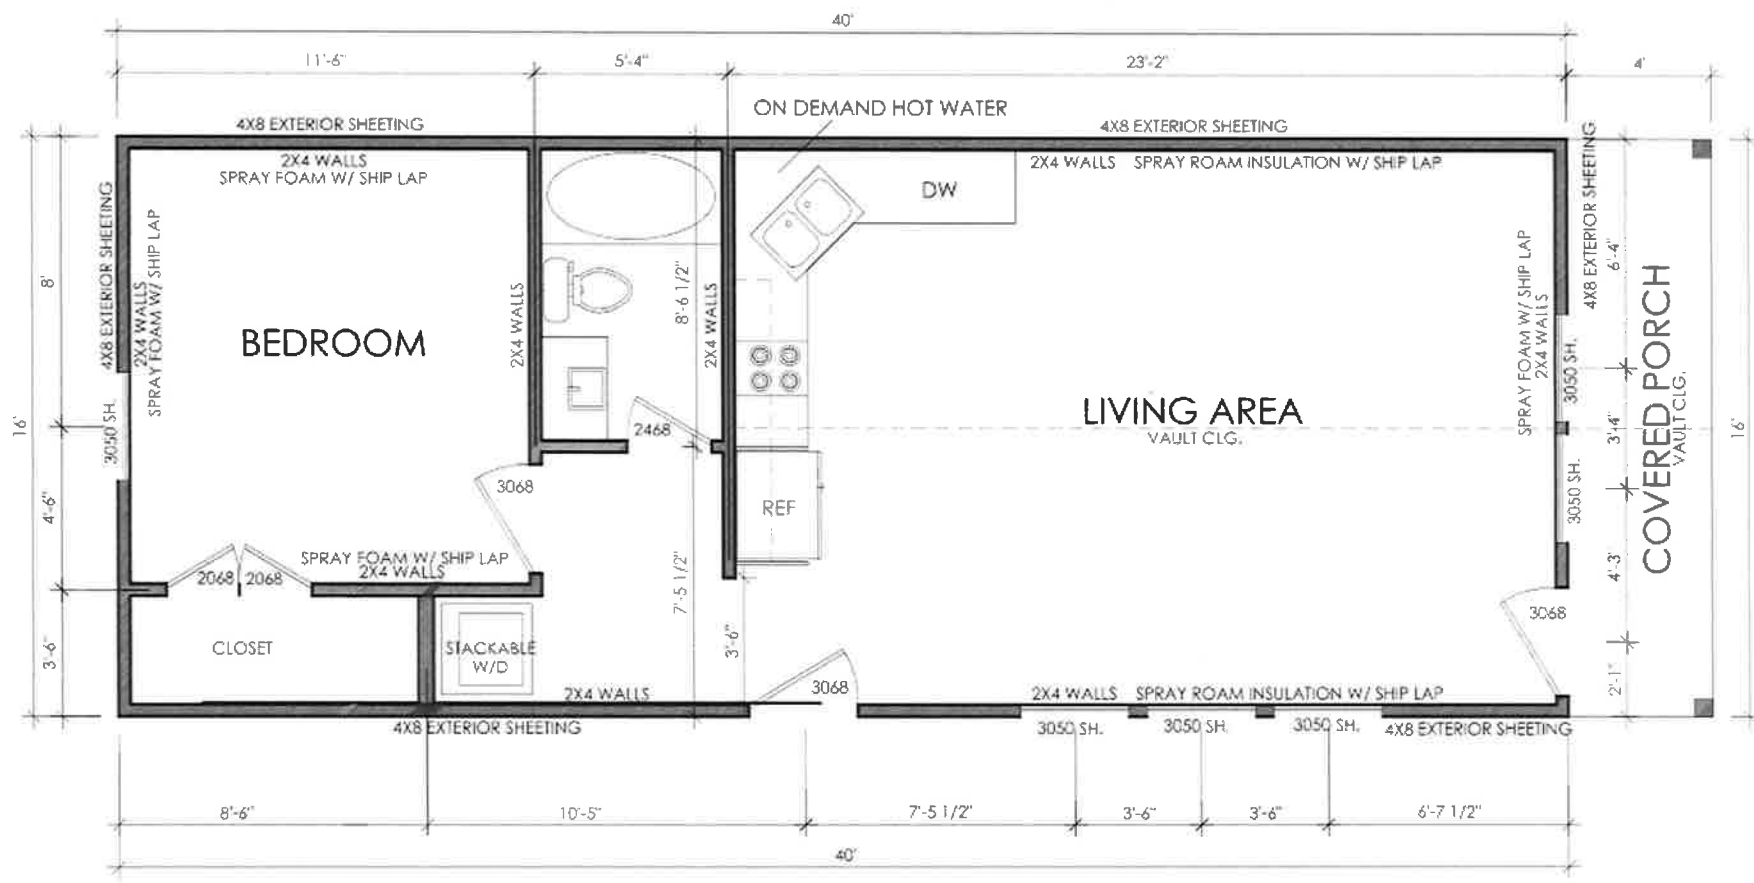 40'
11'-6"
5'-4"
23'-2"
4'
ON DEMAND HOT WATER
4X8 EXTERIOR SHEETING
4X8 EXTERIOR SHEETING
2X4 WALLS
SPRAY FOAM W/ SHIP LAP
2X4 WALLS SPRAY ROAM INSULATION W/ SHIP LAP
DW
16'
8'
4'-6"
3'-6"
4X8 EXTERIOR SHEETING
2X4 WALLS
SPRAY FOAM W/ SHIP LAP
3050 SH.
BEDROOM
2X4 WALLS
8'-6 1/2"
2X4 WALLS
2468
3068
LIVING AREA
VAULT CLG.
REF
SPRAY FOAM W/ SHIP LAP
2X4 WALLS
4X8 EXTERIOR SHEETING
3050 SH.
3050 SH.
6'-4"
3'-4"
4'-3"
2'-1"
COVERED PORCH
VAULT CLG.
16'
SPRAY FOAM W/ SHIP LAP
2X4 WALLS
2068
2068
7'-5 1/2"
3'-6"
3068
CLOSET
STACKABLE
W/D
2X4 WALLS
3068
2X4 WALLS SPRAY ROAM INSULATION W/ SHIP LAP
4X8 EXTERIOR SHEETING
3050 SH.
3050 SH.
3050 SH.
4X8 EXTERIOR SHEETING
8'-6"
10'-5"
7'-5 1/2"
3'-6"
3'-6"
6'-7 1/2"
40'